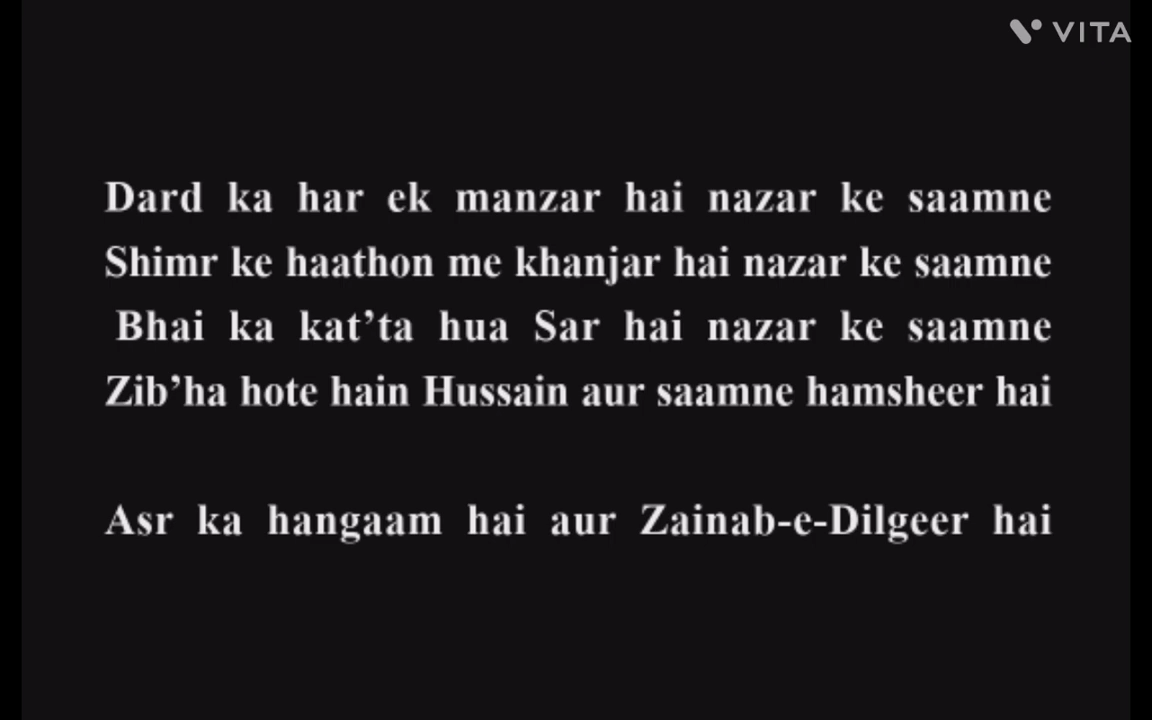 VITA
Dard ka har ek manzar hai nazar ke saamne
Shimr ke haathon me khanjar hai nazar ke saamne
Bhai ka kat’ta hua Sar hai nazar ke saamne
Zib’ha hote hain Hussain aur saamne hamsheer hai
Asr ka hangaam hai aur Zainab-e-Dilgeer hai